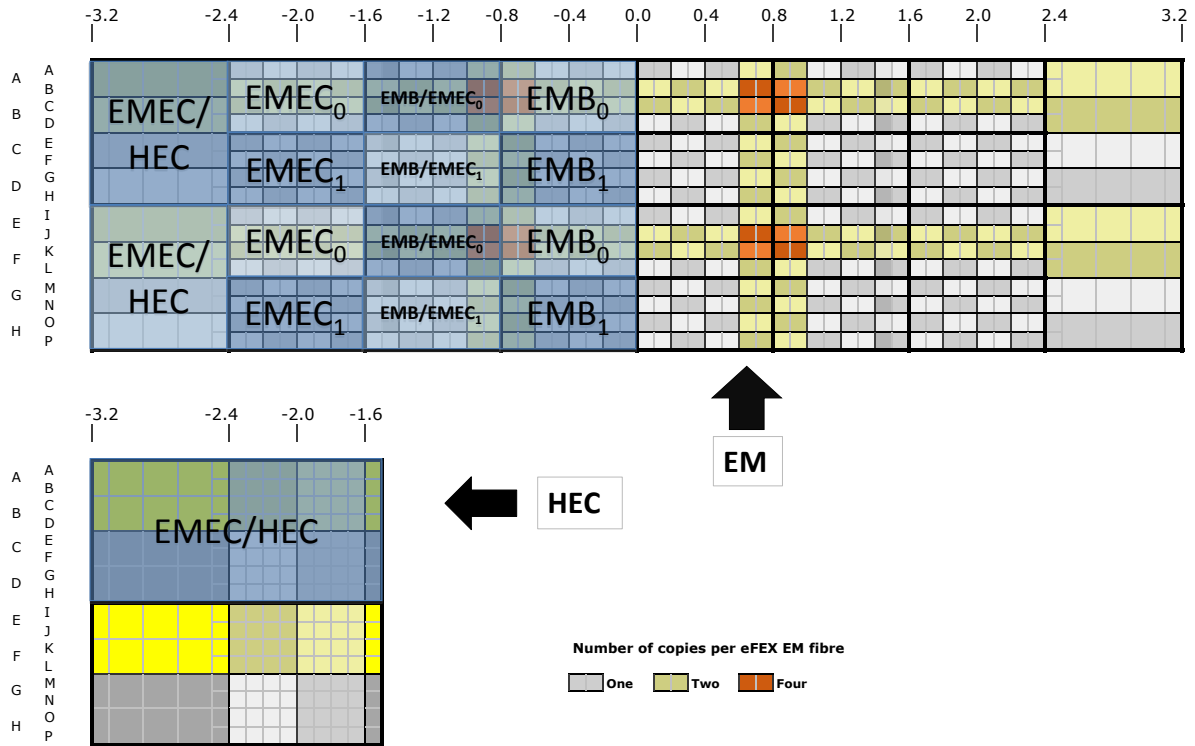 -3.2 -2.4 -2.0 -1.6 -1.2 -0.8 -0.4 0.0 0.4 0.8 1.2 1.6 2.0 2.4 3.2
A A
B
B C
D
C E
F
D G
H
E I
J
F K
L
G M
N
H O
P
EMEC/
HEC
EMEC₀ EMB/EMEC₀ EMB₀
EMEC₁ EMB/EMEC₁ EMB₁
EMEC/
HEC
EMEC₀ EMB/EMEC₀ EMB₀
EMEC₁ EMB/EMEC₁ EMB₁
EM
-3.2 -2.4 -2.0 -1.6
A A
B
B C
D
C E
F
D G
H
E I
J
F K
L
G M
N
H O
P
EMEC/HEC
HEC
Number of copies per eFEX EM fibre
One Two Four